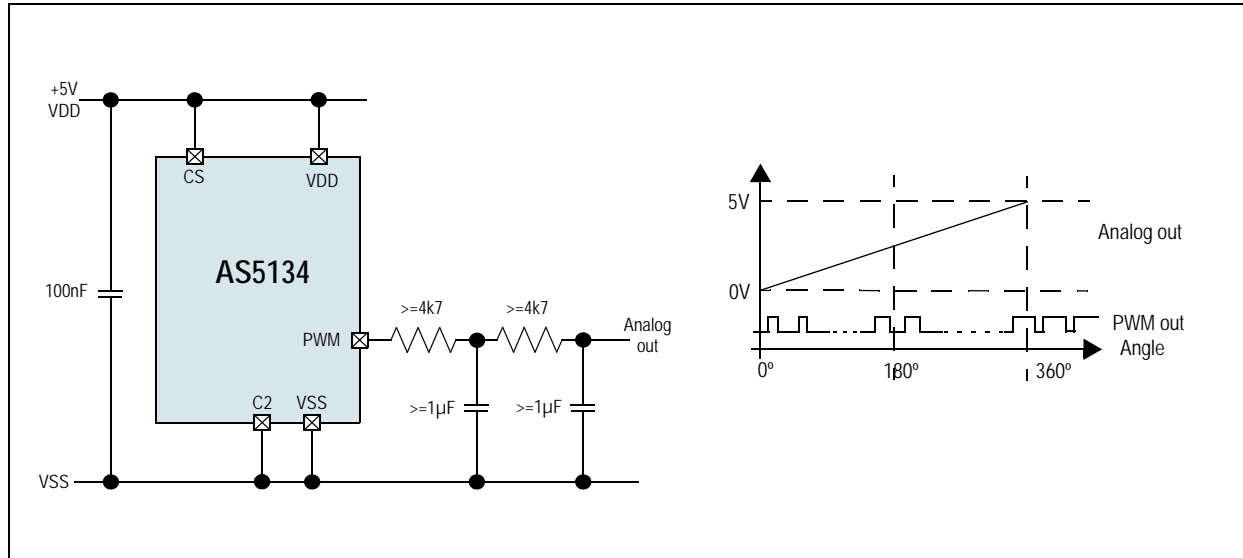 +5V
VDD
CS
VDD
AS5134
100nF
>=4k7
>=4k7
PWM
Analog
out
C2
VSS
>=1µF
>=1µF
VSS
5V
Analog out
0V
PWM out
Angle
0º
180º
360º